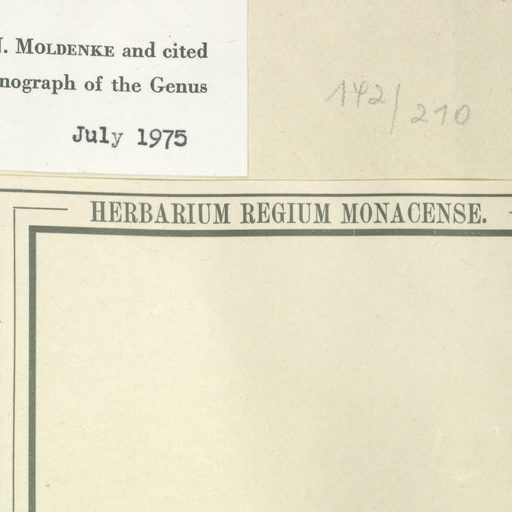 N. MOLDENKE and cited
nograph of the Genus
July 1975
142/210
HERBARIUM REGIUM MONACENSE.